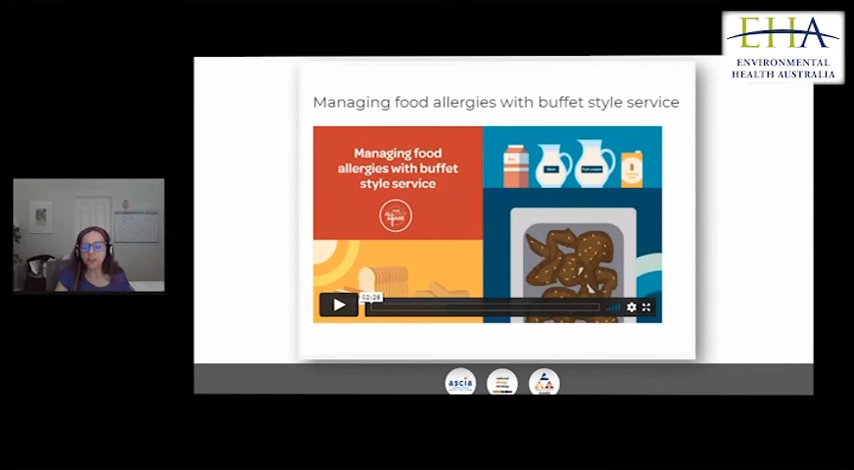 EHA
ENVIRONMENTAL
HEALTH AUSTRALIA
Managing food allergies with buffet style service
Managing food
allergies with buffet
style service
02:26
ascia